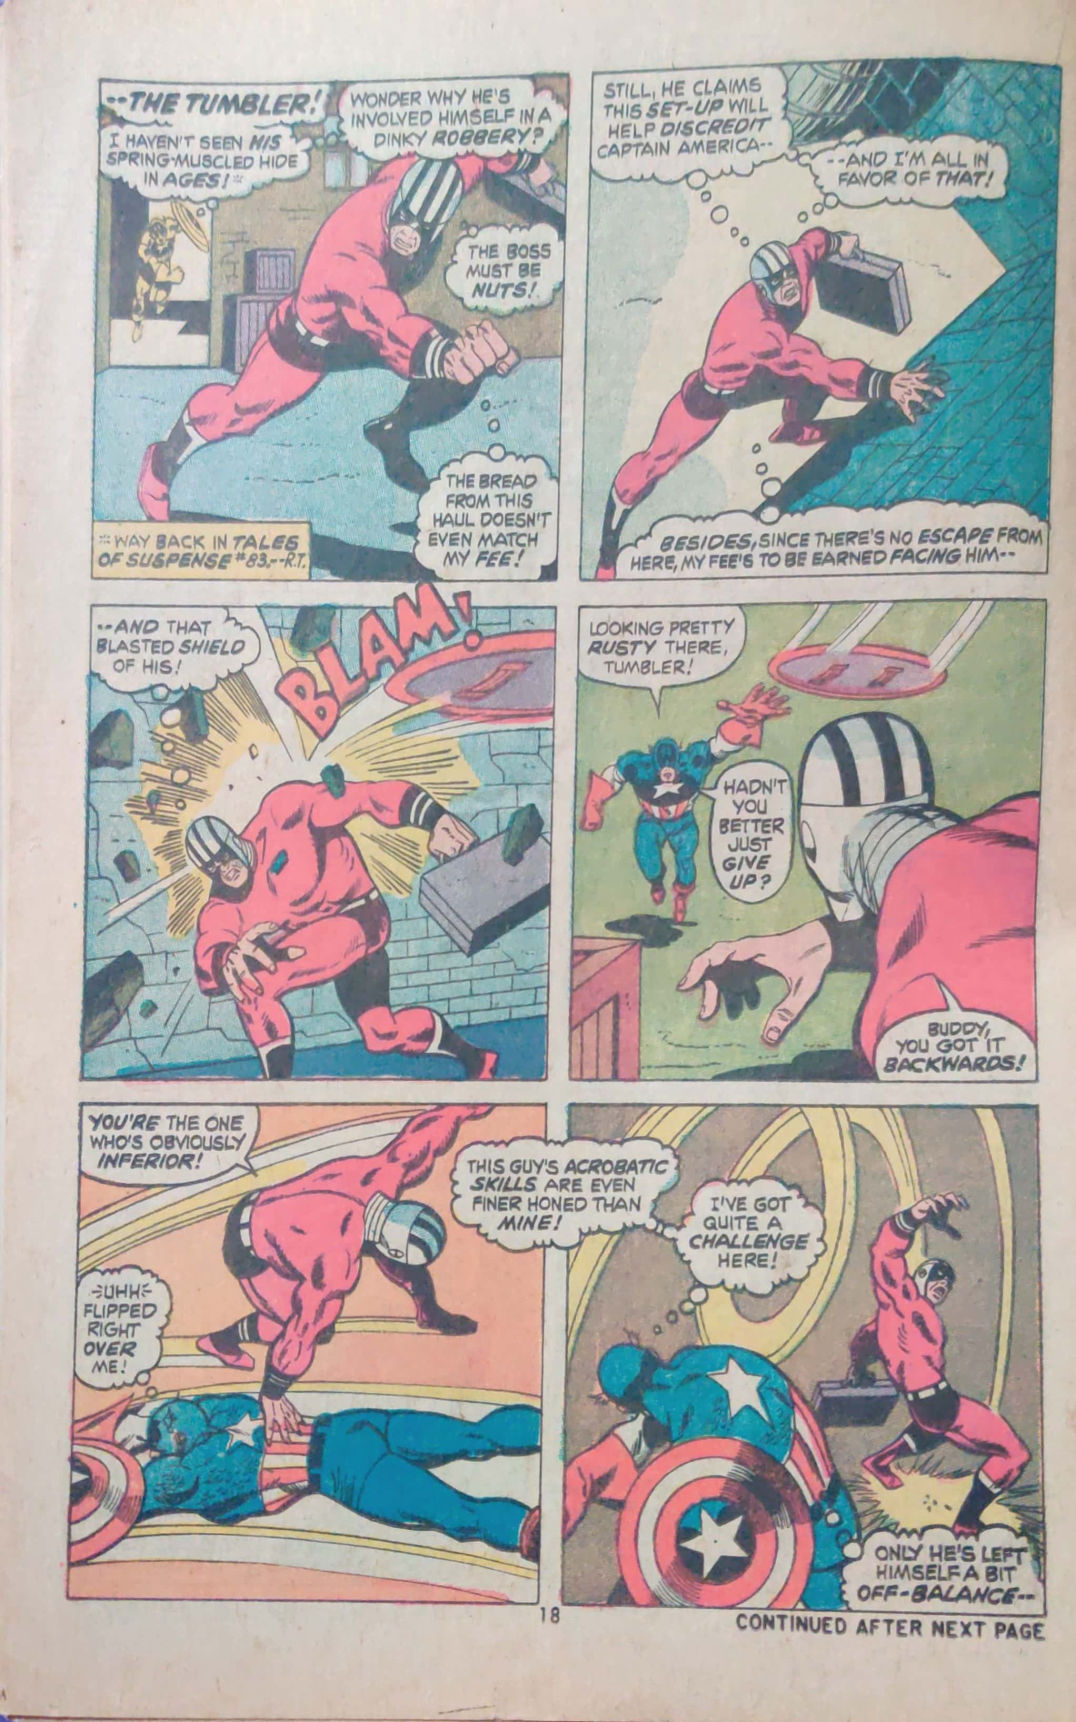 --THE TUMBLER!
I HAVEN'T SEEN HIS
SPRING-MUSCLED HIDE
IN AGES!*
WONDER WHY HE'S
INVOLVED HIMSELF IN A
DINKY ROBBERY?
THE BOSS
MUST BE
NUTS!
THE BREAD
FROM THIS
HAUL DOESN'T
EVEN MATCH
MY FEE!
*WAY BACK IN TALES
OF SUSPENSE #83.--R.T.
STILL, HE CLAIMS
THIS SET-UP WILL
HELP DISCREDIT
CAPTAIN AMERICA--
--AND I'M ALL IN
FAVOR OF THAT!
BESIDES, SINCE THERE'S NO ESCAPE FROM
HERE, MY FEE'S TO BE EARNED FACING HIM--
--AND THAT
BLASTED SHIELD
OF HIS!
BLAM!
LOOKING PRETTY
RUSTY THERE,
TUMBLER!
HADN'T
YOU
BETTER
JUST
GIVE
UP?
BUDDY,
YOU GOT IT
BACKWARDS!
YOU'RE THE ONE
WHO'S OBVIOUSLY
INFERIOR!
-UHH-
FLIPPED
RIGHT
OVER
ME!
THIS GUY'S ACROBATIC
SKILLS ARE EVEN
FINER HONED THAN
MINE!
I'VE GOT
QUITE A
CHALLENGE
HERE!
ONLY HE'S LEFT
HIMSELF A BIT
OFF-BALANCE--
18
CONTINUED AFTER NEXT PAGE